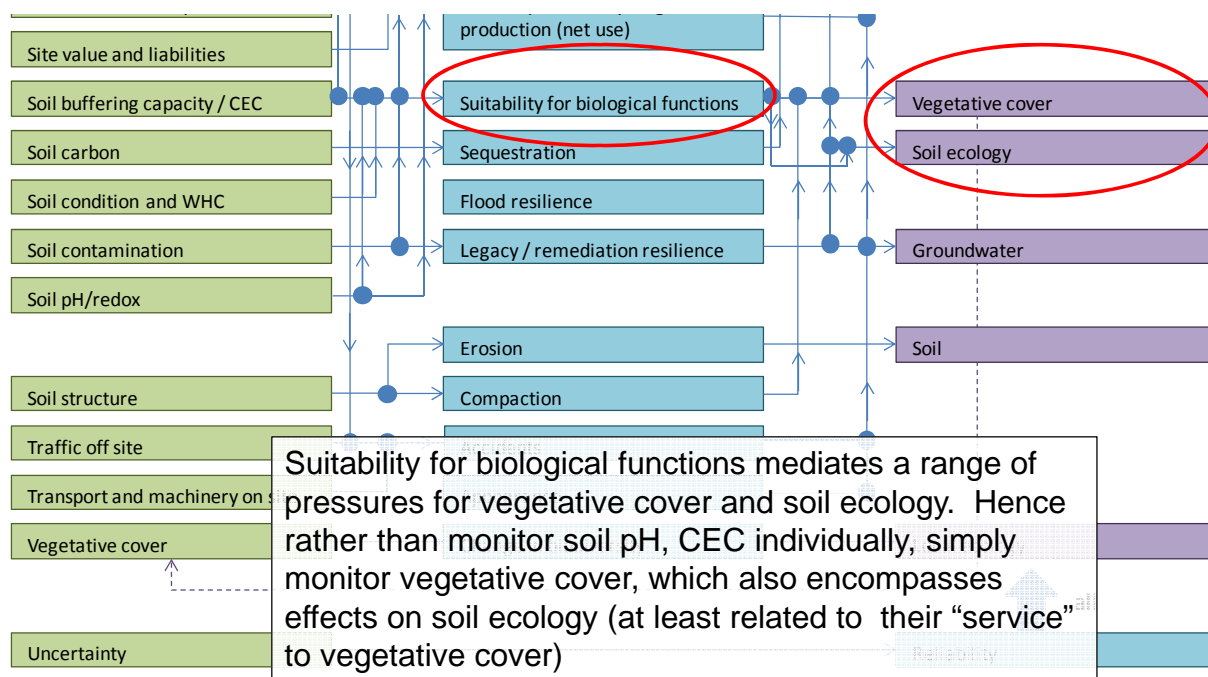 production (net use)
Site value and liabilities
Soil buffering capacity / CEC
Suitability for biological functions
Vegetative cover
Soil carbon
Sequestration
Soil ecology
Soil condition and WHC
Flood resilience
Soil contamination
Legacy / remediation resilience
Groundwater
Soil pH/redox
Erosion
Soil
Soil structure
Compaction
Traffic off site
Accidents
Transport and machinery on
Vegetative cover
Suitability for biological functions mediates a range of
pressures for vegetative cover and soil ecology. Hence
rather than monitor soil pH, CEC individually, simply
monitor vegetative cover, which also encompasses
effects on soil ecology (at least related to their “service”
to vegetative cover)
Uncertainty
Reliability